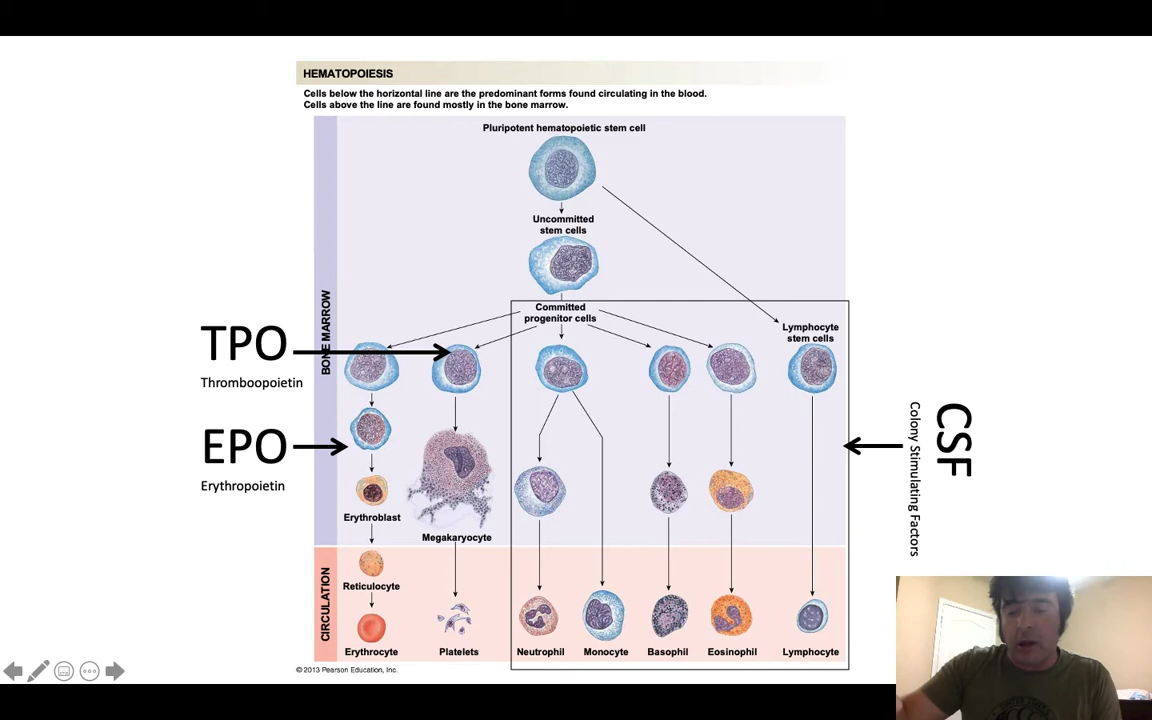 HEMATOPOIESIS
Cells below the horizontal line are the predominant forms found circulating in the blood.
Cells above the line are found mostly in the bone marrow.
Pluripotent hematopoietic stem cell
Uncommitted
stem cells
Committed
progenitor cells
Lymphocyte
stem cells
BONE MARROW
TPO
Thromboopoietin
EPO
Erythropoietin
CSF
Colony Stimulating Factors
Erythroblast
Megakaryocyte
CIRCULATION
Reticulocyte
Erythrocyte
Platelets
Neutrophil
Monocyte
Basophil
Eosinophil
Lymphocyte
© 2013 Pearson Education, Inc.